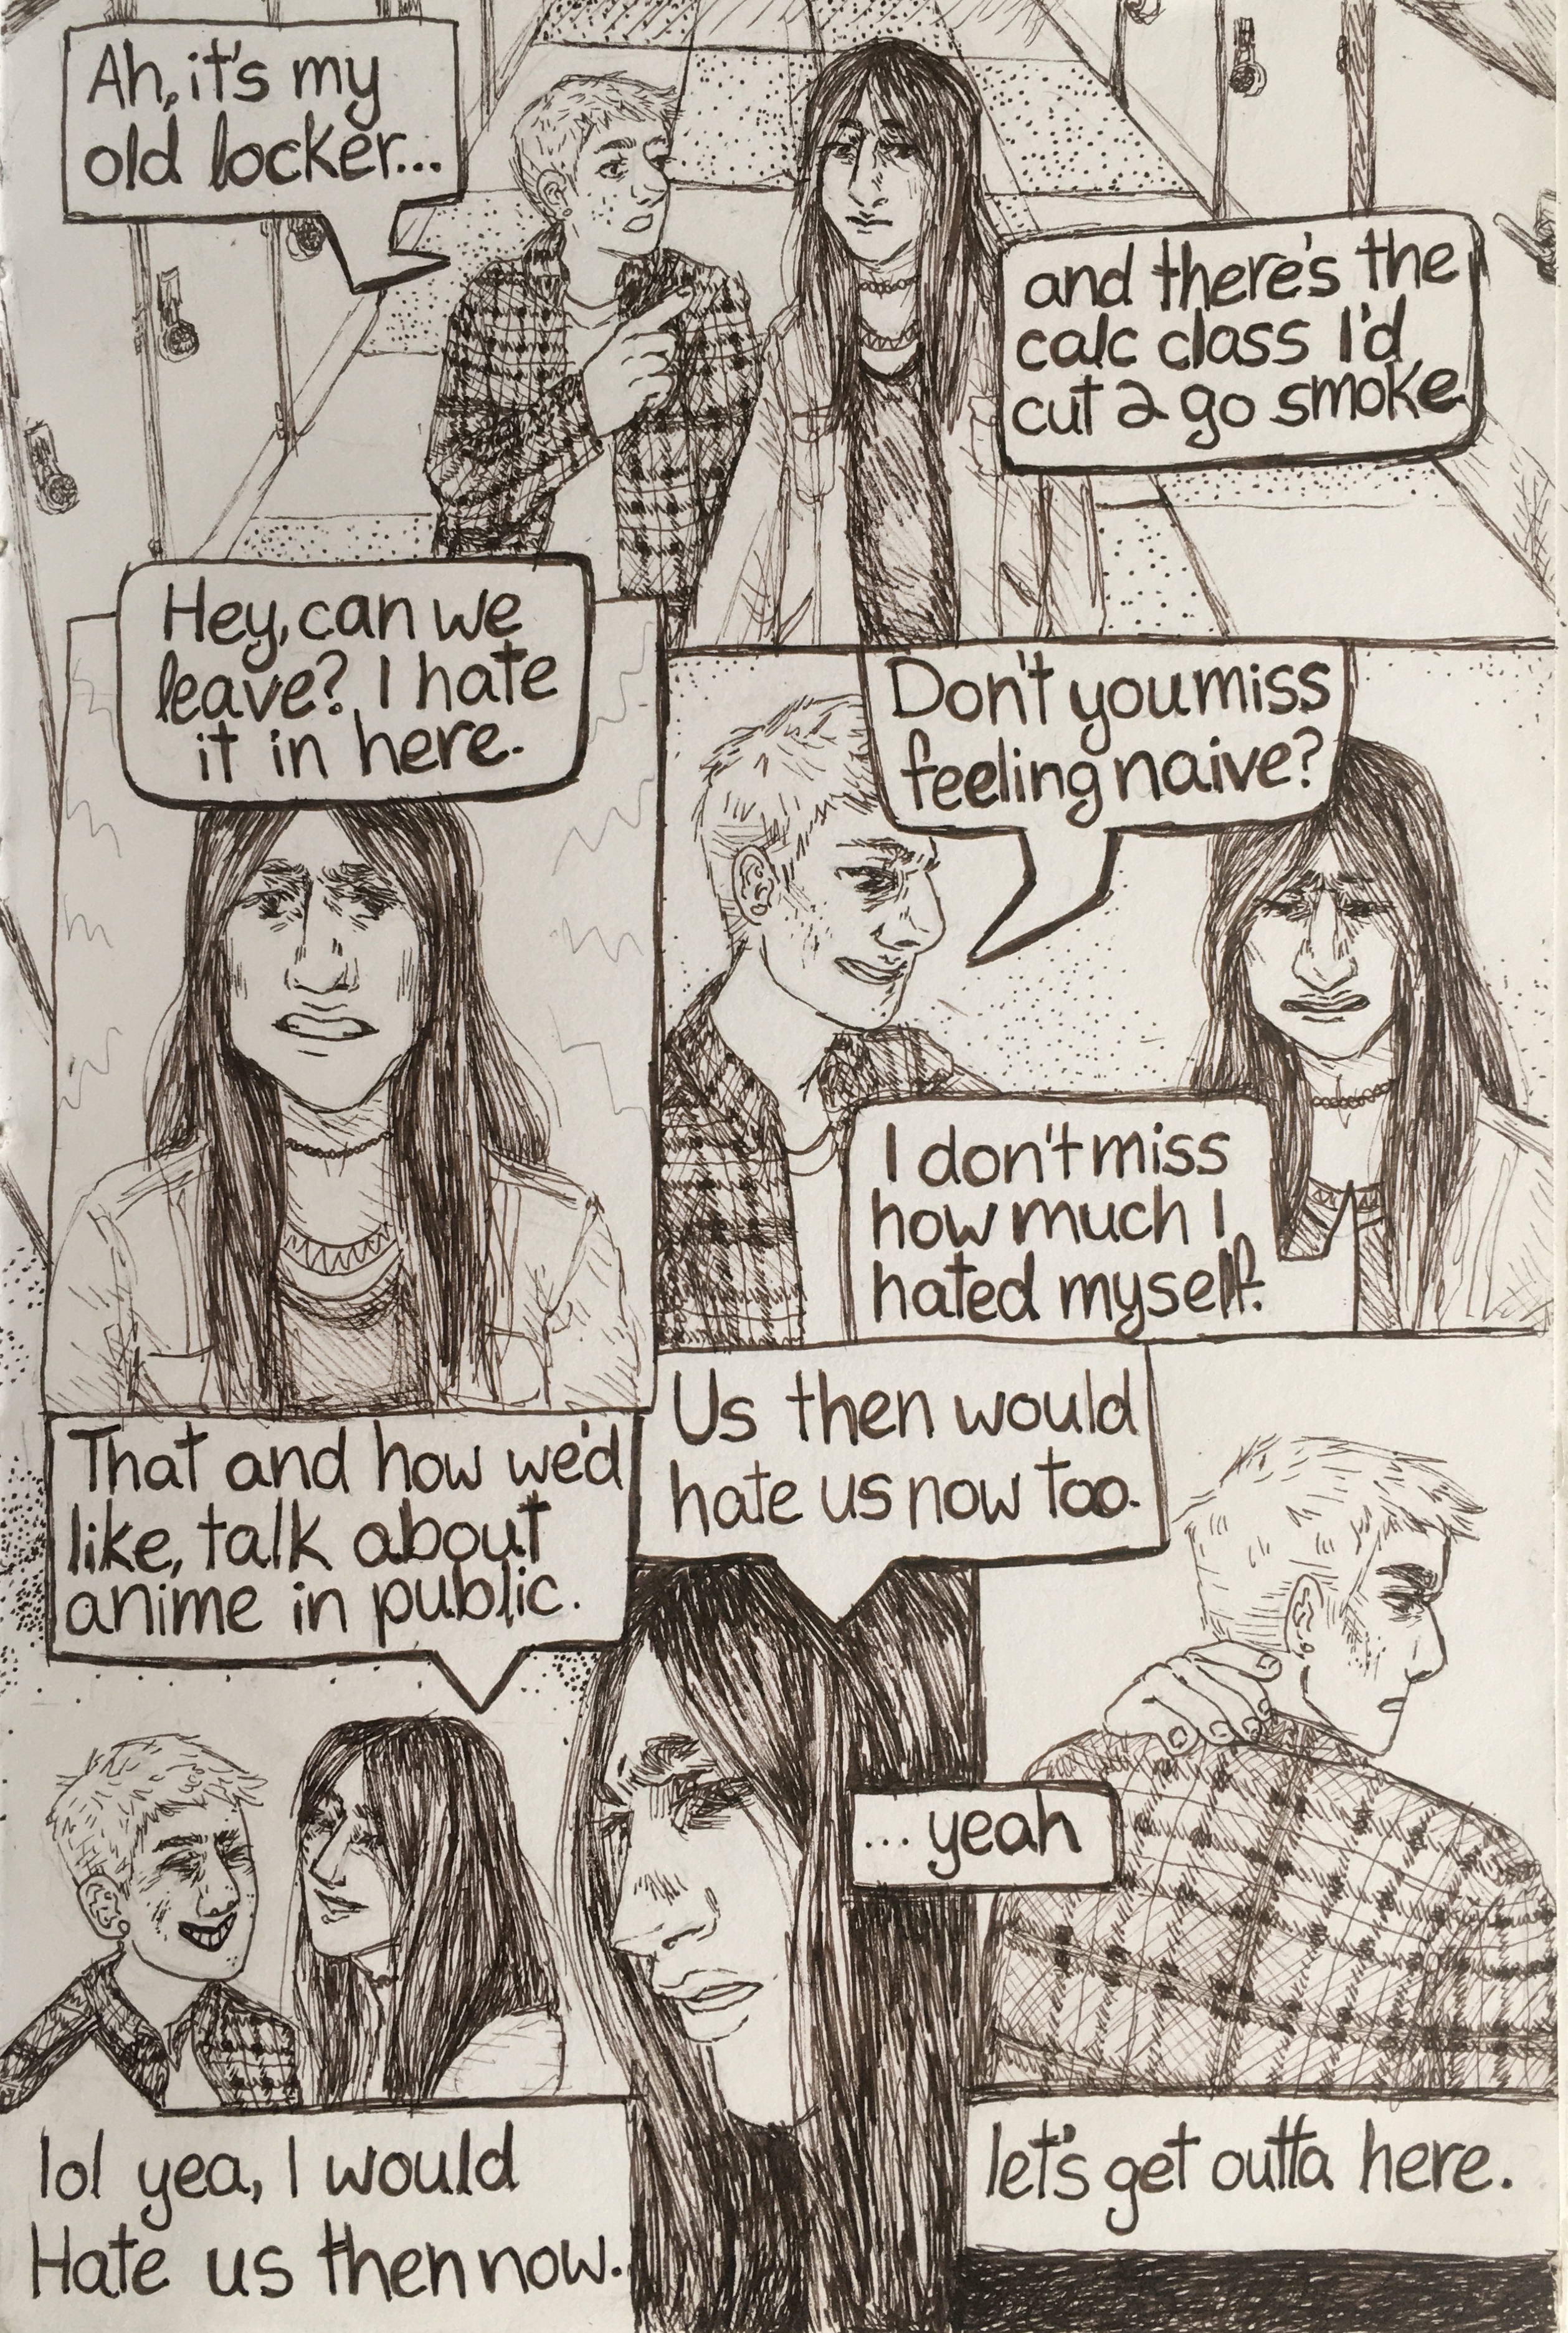 Ah, it's my
old locker...
and there's the
calc class I'd
cut 2 go smoke
Hey, can we
leave? I hate
it in here.
Don't you miss
feeling naive?
I don't miss
how much I
hated myself.
That and how we'd
like, talk about
anime in public.
lol yea, I would
Hate us then now.
Us then would
hate us now too.
... yeah
let's get outta here.